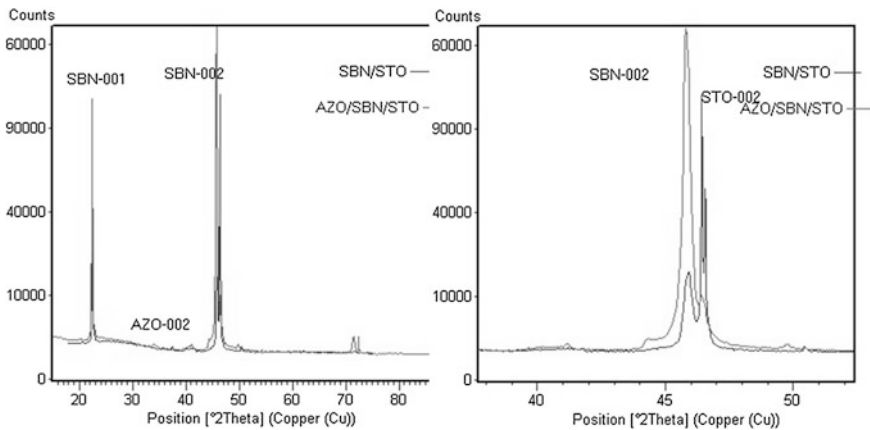 Counts
60000
90000
40000
10000
0
SBN-001
SBN-002
AZO-002
SBN/STO
AZO/SBN/STO
20 30 40 50 60 70 80
Position [°2Theta] (Copper (Cu))
Counts
60000
90000
40000
10000
0
SBN-002
STO-002
SBN/STO
AZO/SBN/STO
40 45 50
Position [°2Theta] (Copper (Cu))